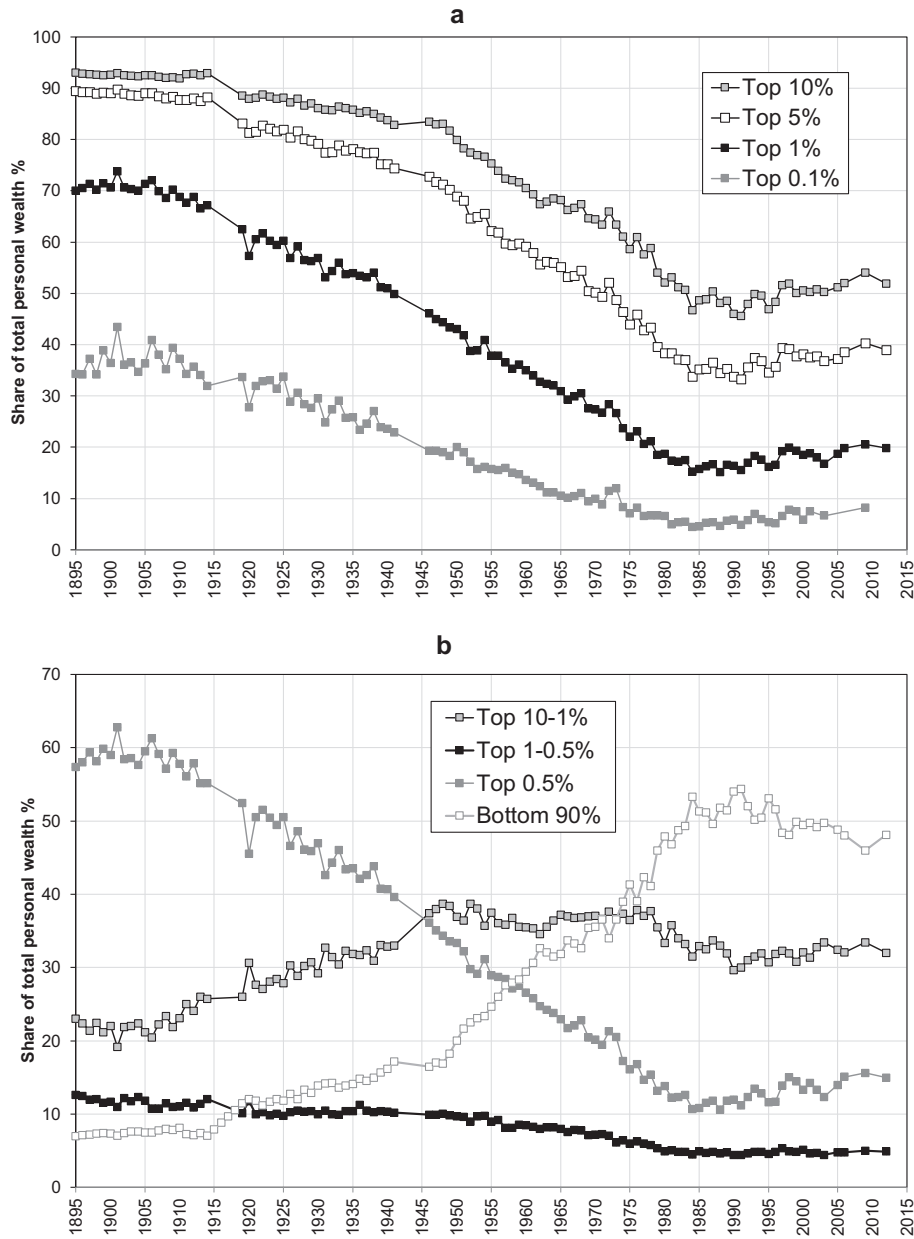 a
Share of total personal wealth %
100
90
80
70
60
50
40
30
20
10
0
Top 10%
Top 5%
Top 1%
Top 0.1%
1895 1900 1905 1910 1915 1920 1925 1930 1935 1940 1945 1950 1955 1960 1965 1970 1975 1980 1985 1990 1995 2000 2005 2010 2015
b
Share of total personal wealth %
70
60
50
40
30
20
10
0
Top 10-1%
Top 1-0.5%
Top 0.5%
Bottom 90%
1895 1900 1905 1910 1915 1920 1925 1930 1935 1940 1945 1950 1955 1960 1965 1970 1975 1980 1985 1990 1995 2000 2005 2010 2015